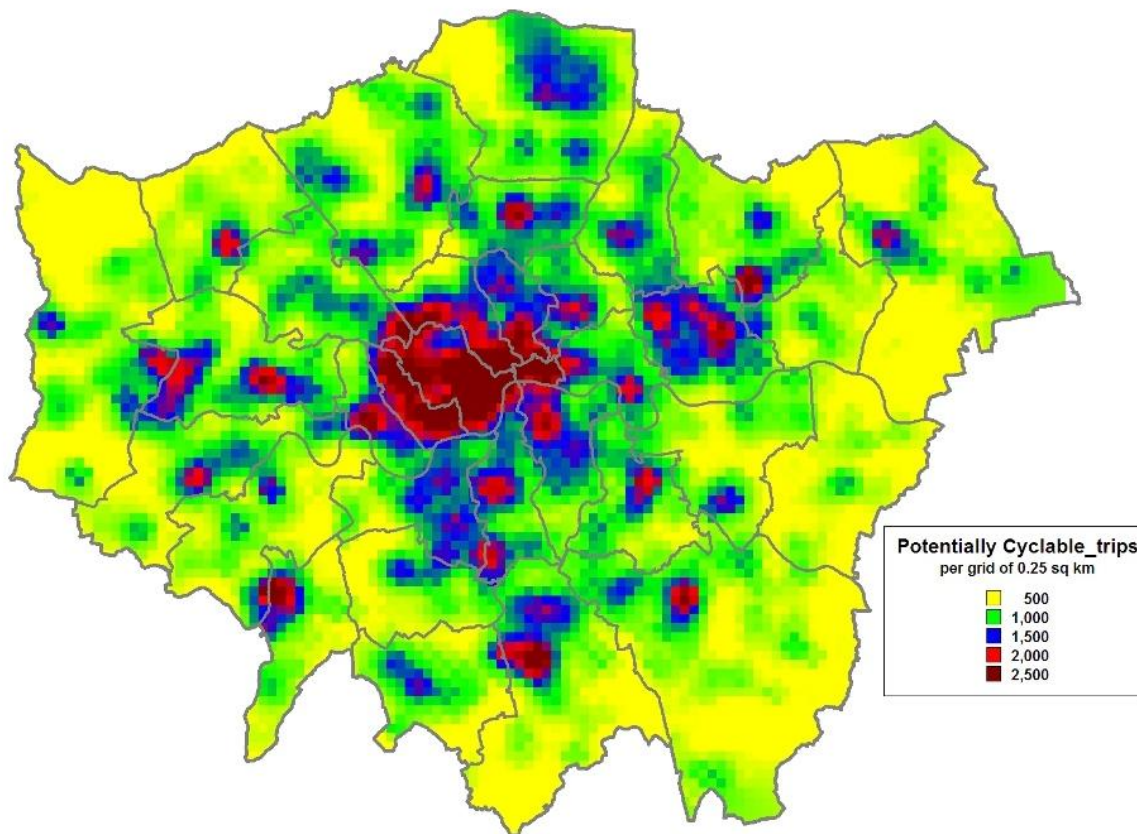 Potentially Cyclable_trips
per grid of 0.25 sq km
500
1,000
1,500
2,000
2,500